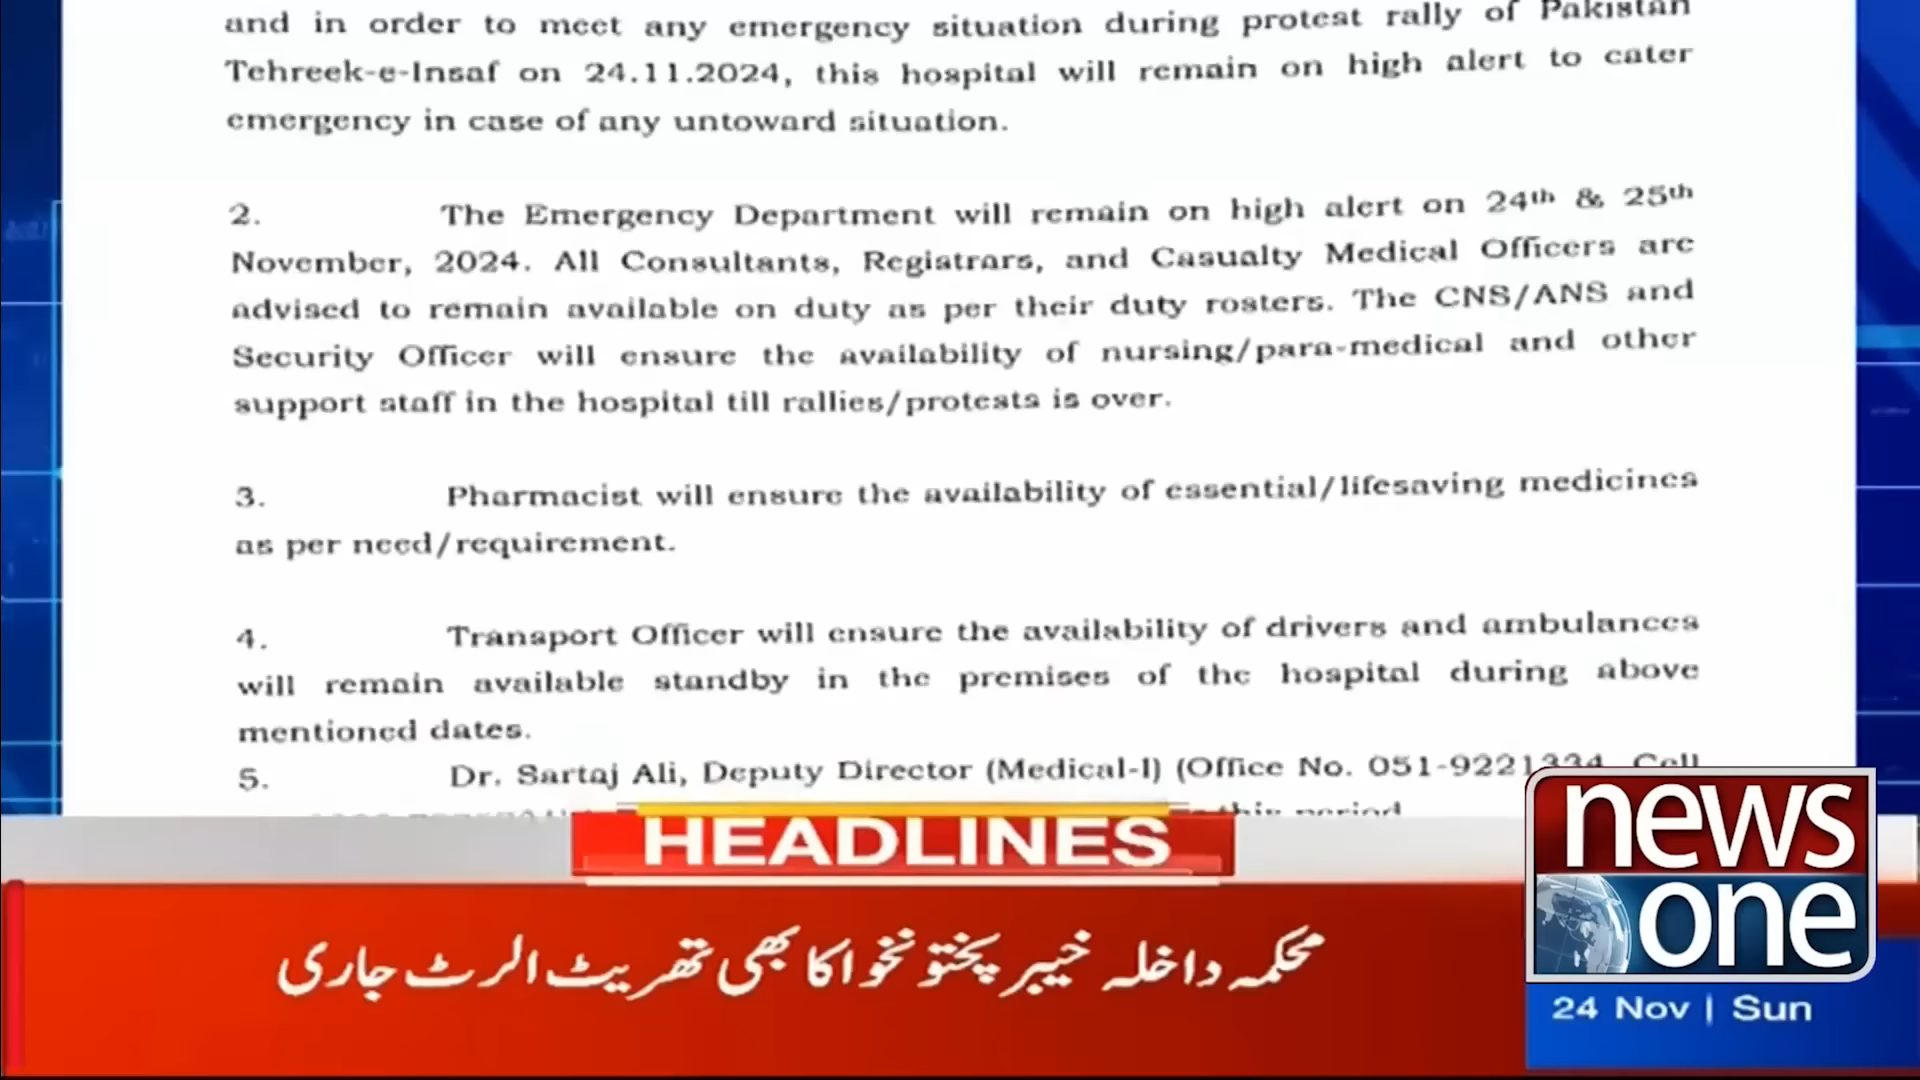 and in order to meet any emergency situation during protest rally of Pakistan
Tehreek-e-Insaf on 24.11.2024, this hospital will remain on high alert to cater
emergency in case of any untoward situation.
2. The Emergency Department will remain on high alert on 24th & 25th
November, 2024. All Consultants, Registrars, and Casualty Medical Officers are
advised to remain available on duty as per their duty rosters. The CNS/ANS and
Security Officer will ensure the availability of nursing/para-medical and other
support staff in the hospital till rallies/protests is over.
3. Pharmacist will ensure the availability of essential/lifesaving medicines
as per need/requirement.
4. Transport Officer will ensure the availability of drivers and ambulances
will remain available standby in the premises of the hospital during above
mentioned dates.
5. Dr. Sartaj Ali, Deputy Director (Medical-I) (Office No. 051-9221334, Cell
this period
HEADLINES
محکمہ داخلہ خیبر پختونخوا کا بھی تھریٹ الرٹ جاری
news
one
24 Nov | Sun